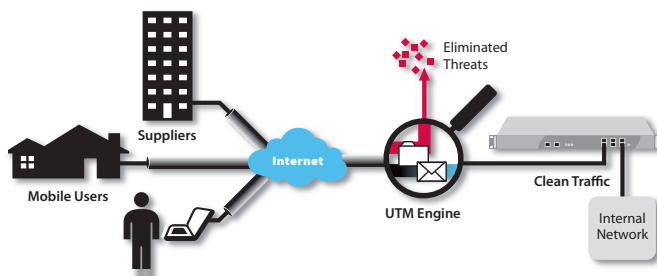 Eliminated
Threats
Suppliers
Internet
Mobile Users
UTM Engine
Clean Traffic
Internal
Network